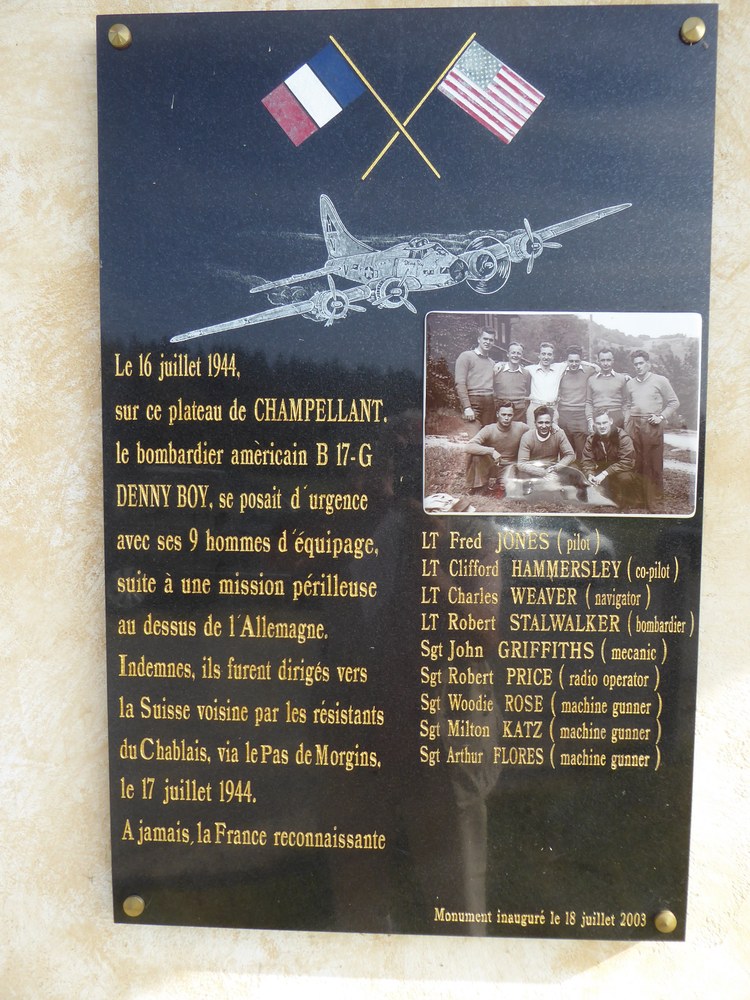 Le 16 juillet 1944,
sur ce plateau de CHAMPELLANT,
le bombardier amèricain B 17-G
DENNY BOY, se posait d'urgence
avec ses 9 hommes d'équipage,
suite à une mission périlleuse
au dessus de l'Allemagne.
Indemnes, ils furent dirigés vers
la Suisse voisine par les résistants
du Chablais, via le Pas de Morgins,
le 17 juillet 1944.
A jamais, la France reconnaissante
LT Fred JONES ( pilot )
LT Clifford HAMMERSLEY ( co-pilot )
LT Charles WEAVER ( navigator )
LT Robert STALWALKER ( bombardier )
Sgt John GRIFFITHS ( mecanic )
Sgt Robert PRICE ( radio operator )
Sgt Woodie ROSE ( machine gunner )
Sgt Milton KATZ ( machine gunner )
Sgt Arthur FLORES ( machine gunner )
Monument inauguré le 18 juillet 2003